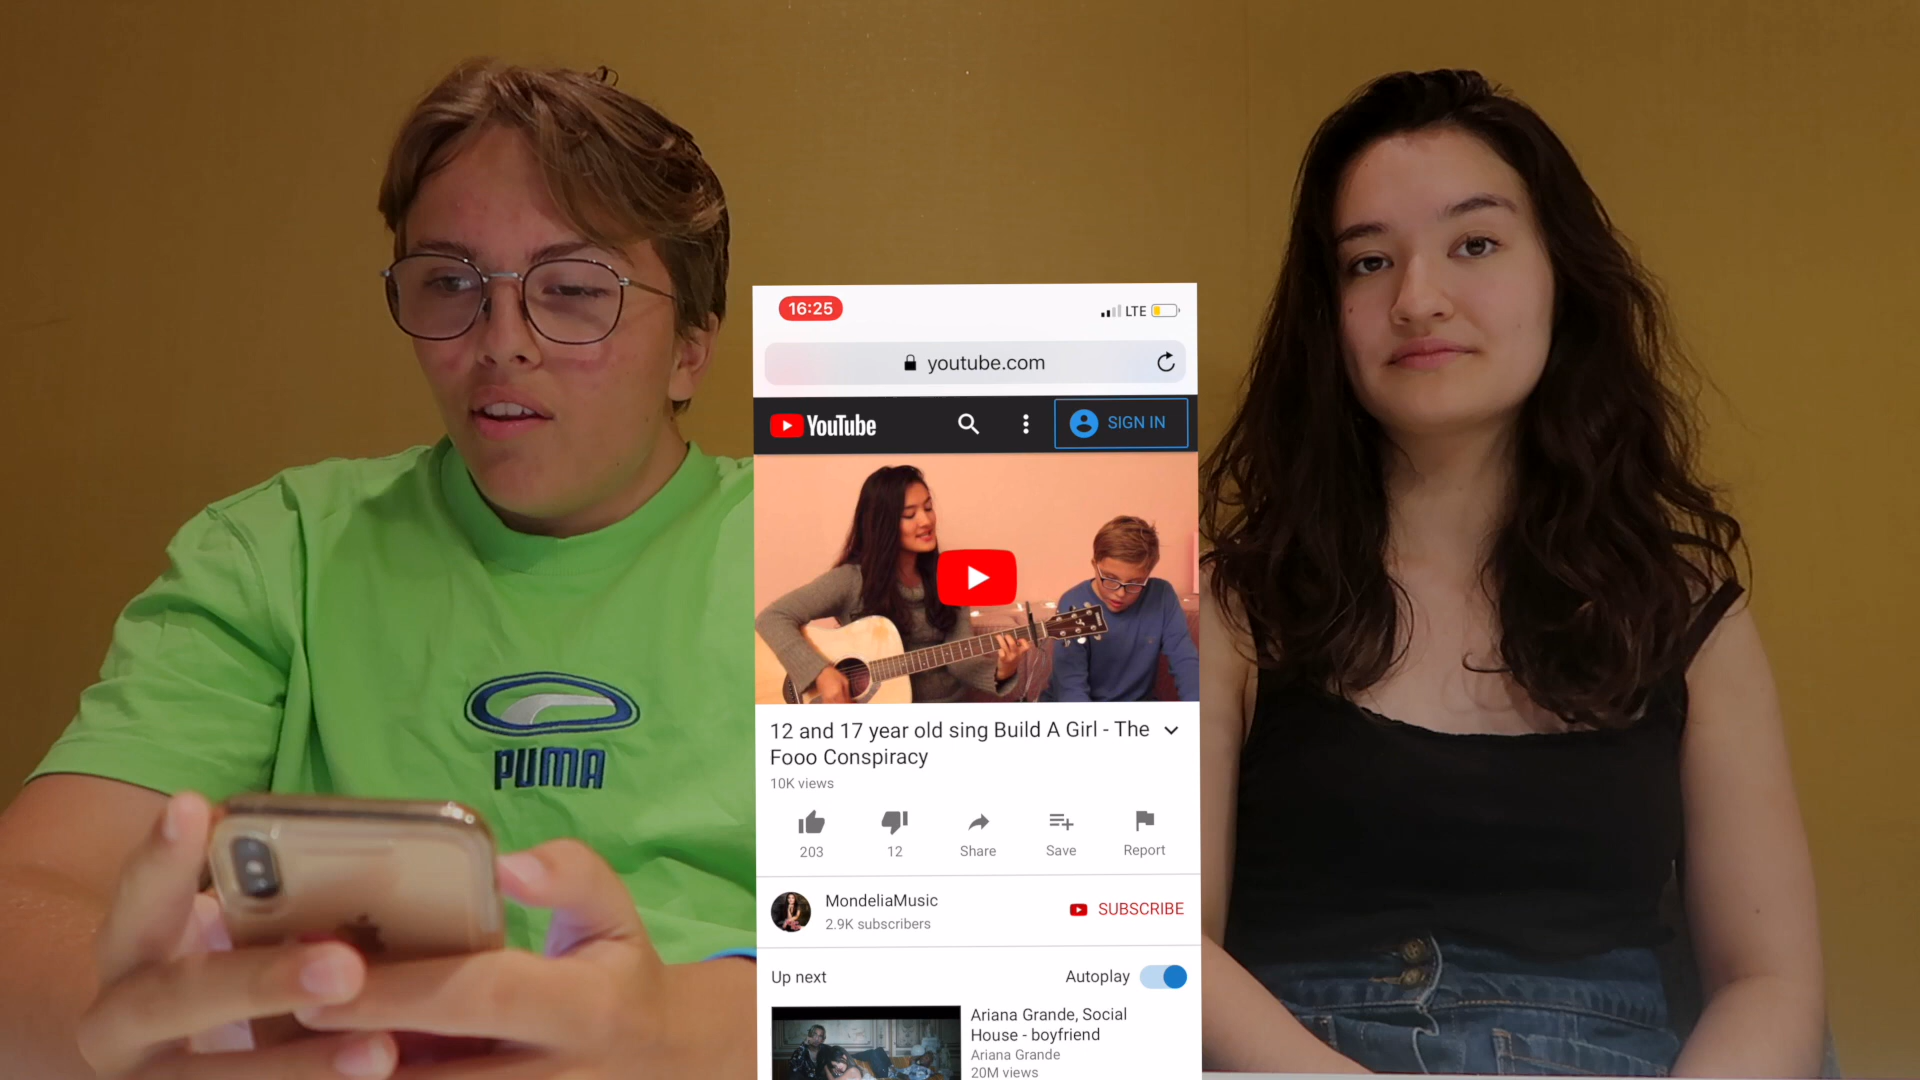 16:25
LTE
youtube.com
YouTube
SIGN IN
12 and 17 year old sing Build A Girl - The
Fooo Conspiracy
10K views
203
12
Share
Save
Report
MondeliaMusic
2.9K subscribers
SUBSCRIBE
Up next
Autoplay
Ariana Grande, Social
House - boyfriend
Ariana Grande
20M views
PUMA